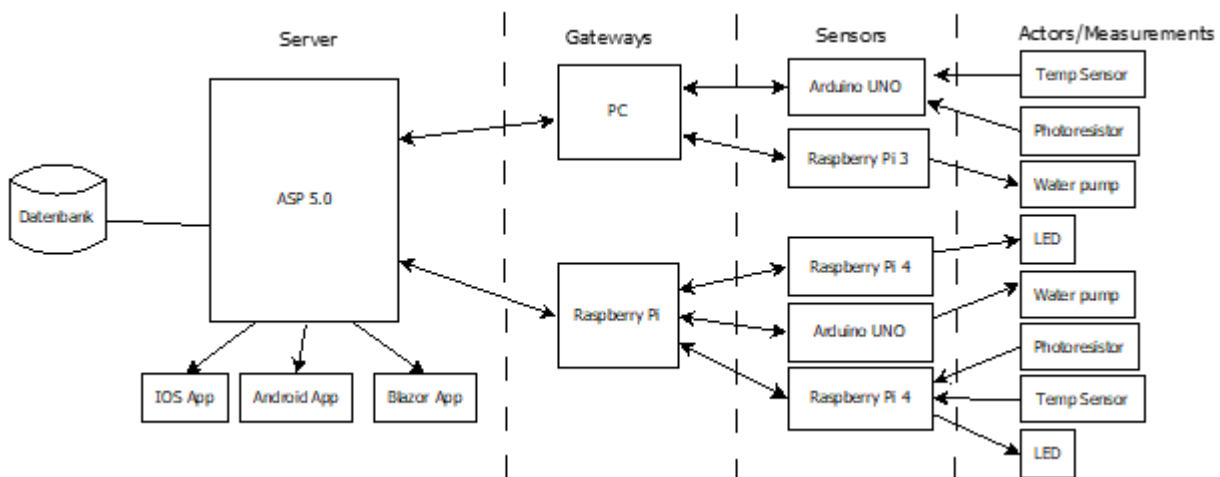 Server
Gateways
Sensors
Actors/Measurements
Datenbank
ASP 5.0
IOS App
Android App
Blazor App
PC
Raspberry Pi
Arduino UNO
Raspberry Pi 3
Raspberry Pi 4
Arduino UNO
Raspberry Pi 4
Temp Sensor
Photoresistor
Water pump
LED
Water pump
Photoresistor
Temp Sensor
LED